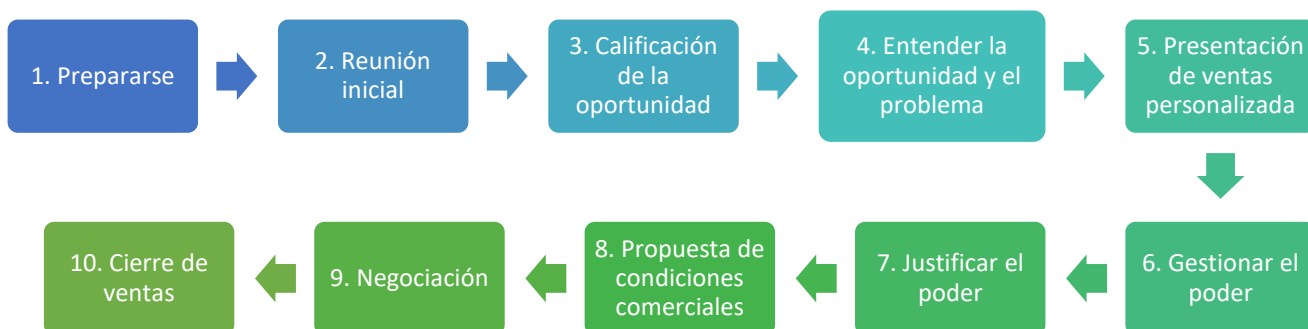 1. Prepararse
2. Reunión
inicial
3. Calificación
de la
oportunidad
4. Entender la
oportunidad y el
problema
5. Presentación
de ventas
personalizada
6. Gestionar el
poder
7. Justificar el
poder
8. Propuesta de
condiciones
comerciales
9. Negociación
10. Cierre de
ventas